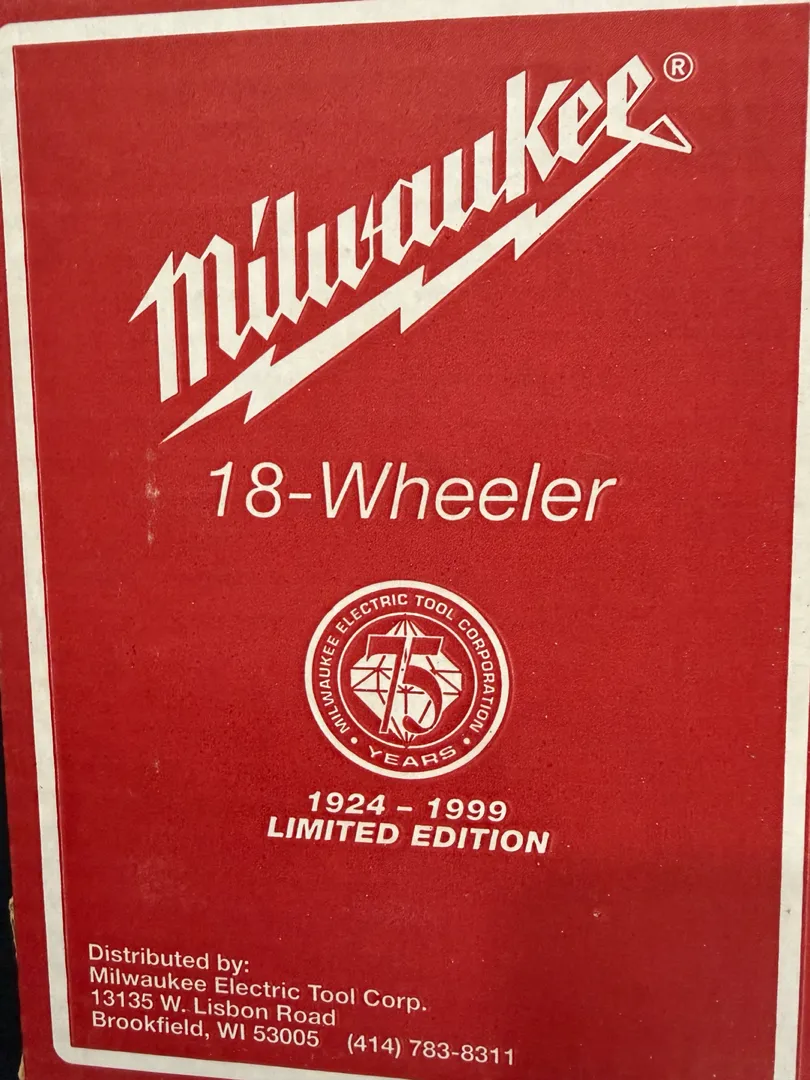 Milwaukee®
18-Wheeler
MILWAUKEE ELECTRIC TOOL CORPORATION
75
• YEARS •
1924 – 1999
LIMITED EDITION
Distributed by:
Milwaukee Electric Tool Corp.
13135 W. Lisbon Road
Brookfield, WI 53005 (414) 783-8311